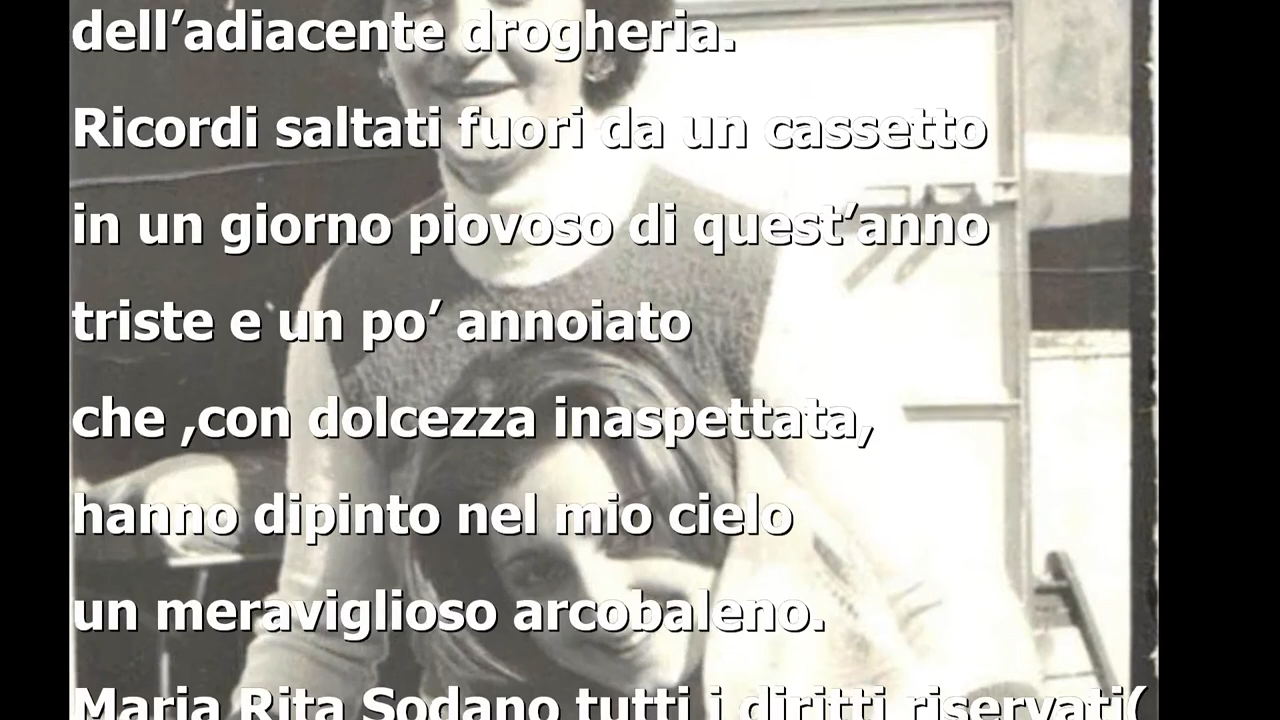 dell’adiacente drogheria.
Ricordi saltati fuori da un cassetto
in un giorno piovoso di quest’anno
triste e un po’ annoiato
che ,con dolcezza inaspettata,
hanno dipinto nel mio cielo
un meraviglioso arcobaleno.
Maria Rita Sodano tutti i diritti riservati(